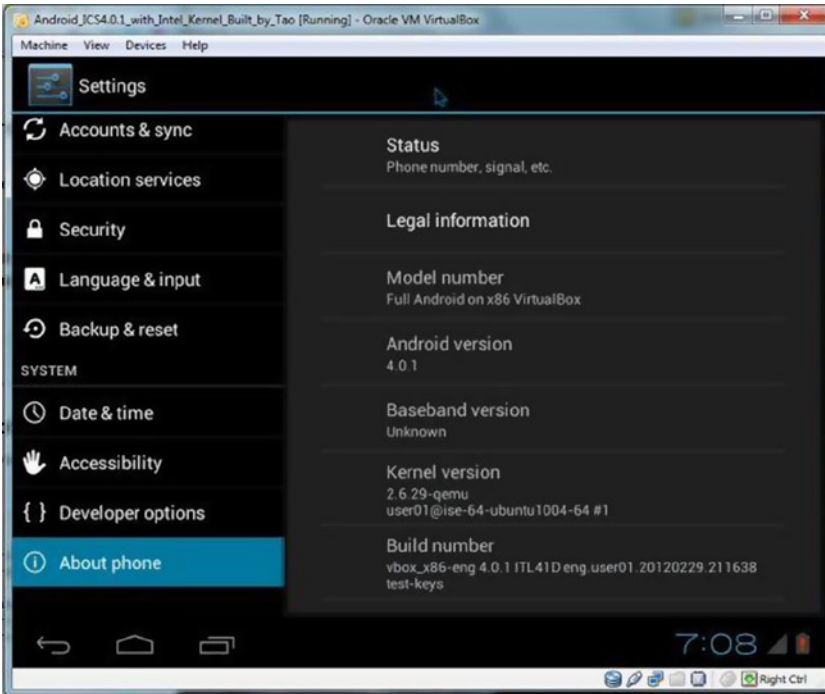 Android_ICS4.0.1_with_Intel_Kernel_Built_by_Tao [Running] - Oracle VM VirtualBox
Machine View Devices Help
Settings
Accounts & sync
Location services
Security
A Language & input
Backup & reset
SYSTEM
Date & time
Accessibility
{ } Developer options
About phone
Status
Phone number, signal, etc.
Legal information
Model number
Full Android on x86 VirtualBox
Android version
4.0.1
Baseband version
Unknown
Kernel version
2.6.29-qemu
user01@ise-64-ubuntu1004-64 #1
Build number
vbox_x86-eng 4.0.1 ITL41D eng.user01.20120229.211638
test-keys
7:08
Right Ctrl